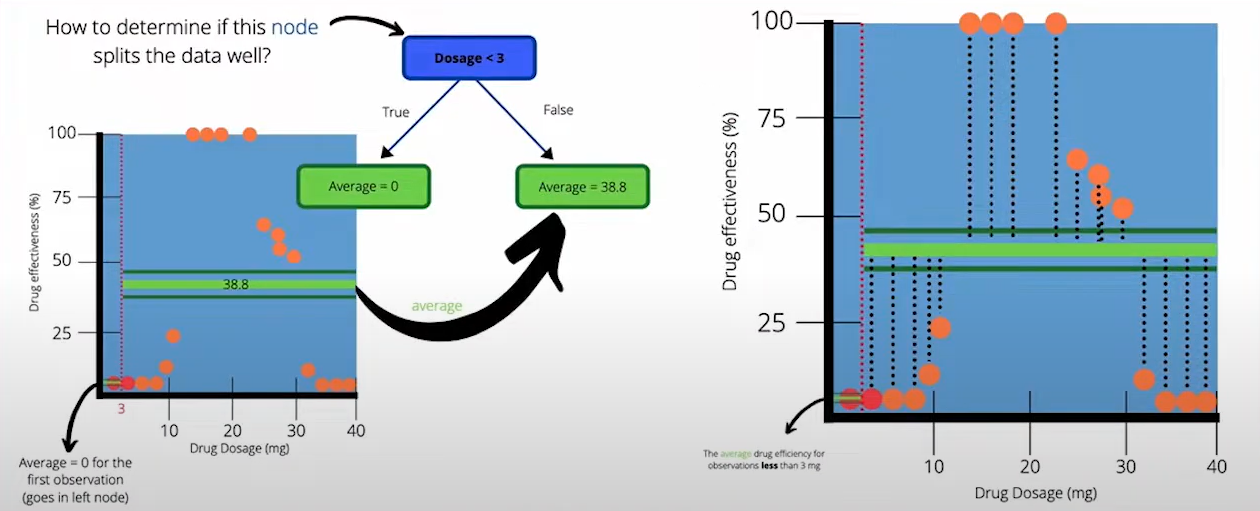 How to determine if this node
splits the data well?
Dosage < 3
True
False
Average = 0
Average = 38.8
100
75
50
25
Drug effectiveness (%)
38.8
average
3
10
20
30
40
Drug Dosage (mg)
Average = 0 for the
first observation
(goes in left node)
100
75
50
25
Drug effectiveness (%)
The average drug efficiency for
observations less than 3 mg
10
20
30
40
Drug Dosage (mg)